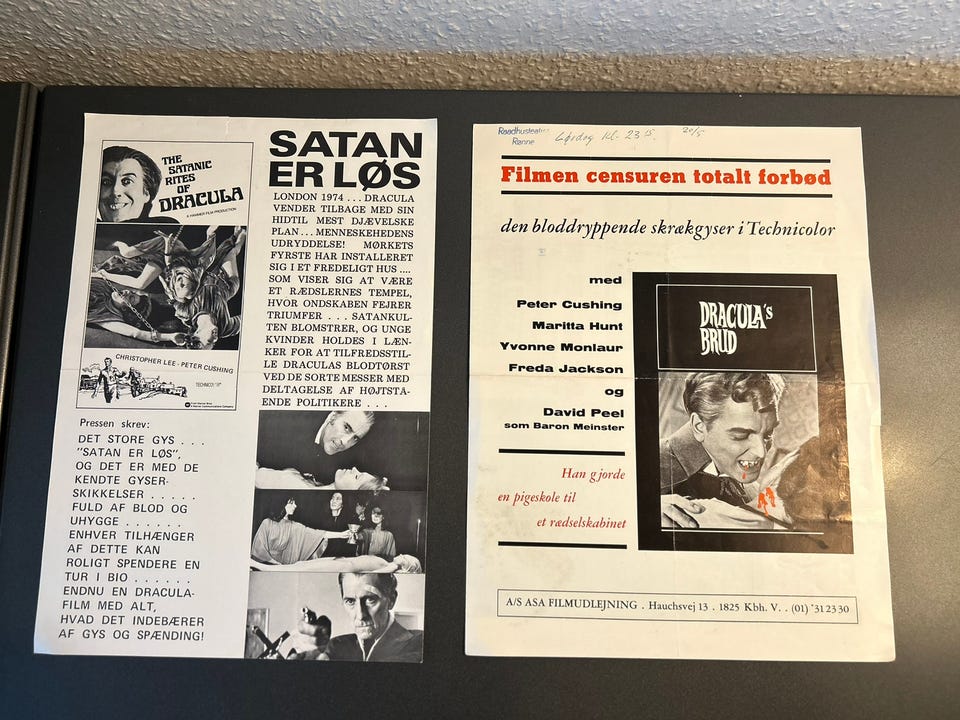 THE
SATANIC
RITES
OF
DRACULA
A HAMMER FILM PRODUCTION
CHRISTOPHER LEE - PETER CUSHING
SATAN
ER LØS
LONDON 1974 . . . DRACULA
VENDER TILBAGE MED SIN
HIDTIL MEST DJÆVELSKE
PLAN... MENNESKEHEDENS
UDRYDDELSE! MØRKETS
FYRSTE HAR INSTALLERET
SIG I ET FREDELIGT HUS ....
SOM VISER SIG AT VÆRE
ET RÆDSLERNES TEMPEL,
HVOR ONDSKABEN FEJRER
TRIUMFER . . . SATANKUL-
TEN BLOMSTRER, OG UNGE
KVINDER HOLDES I LÆN-
KER FOR AT TILFREDSSTIL-
LE DRACULAS BLODTØRST
VED DE SORTE MESSER MED
DELTAGELSE AF HØJTSTÅ-
ENDE POLITIKERE . . .
Pressen skrev:
DET STORE GYS . . .
"SATAN ER LØS",
OG DET ER MED DE
KENDTE GYSER-
SKIKKELSER . . . . .
FULD AF BLOD OG
UHYGGE . . . . . .
ENHVER TILHÆNGER
AF DETTE KAN
ROLIGT SPENDERE EN
TUR I BIO . . . . . .
ENDNU EN DRACULA-
FILM MED ALT,
HVAD DET INDEBÆRER
AF GYS OG SPÆNDING!
Raadhusteatret
Rønne
Lørdag kl. 23 15. 20/5
Filmen censuren totalt forbød
den bloddryppende skrækgyser i Technicolor
med
Peter Cushing
Maritta Hunt
Yvonne Monlaur
Freda Jackson
og
David Peel
som Baron Meinster
DRACULA'S
BRUD
Han gjorde
en pigeskole til
et rædselskabinet
A/S ASA FILMUDLEJNING . Hauchsvej 13 . 1825 Kbh. V. . (01) *31 23 30